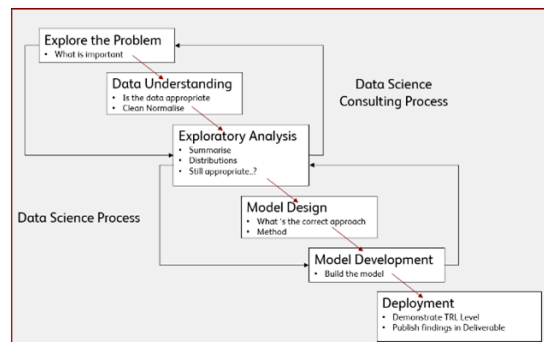 Explore the Problem
• What is important
Data Understanding
• Is the data appropriate
• Clean Normalise
Data Science
Consulting Process
Exploratory Analysis
• Summarise
• Distributions
• Still appropriate..?
Data Science Process
Model Design
• What 's the correct approach
• Method
Model Development
• Build the model
Deployment
• Demonstrate TRL Level
• Publish findings in Deliverable